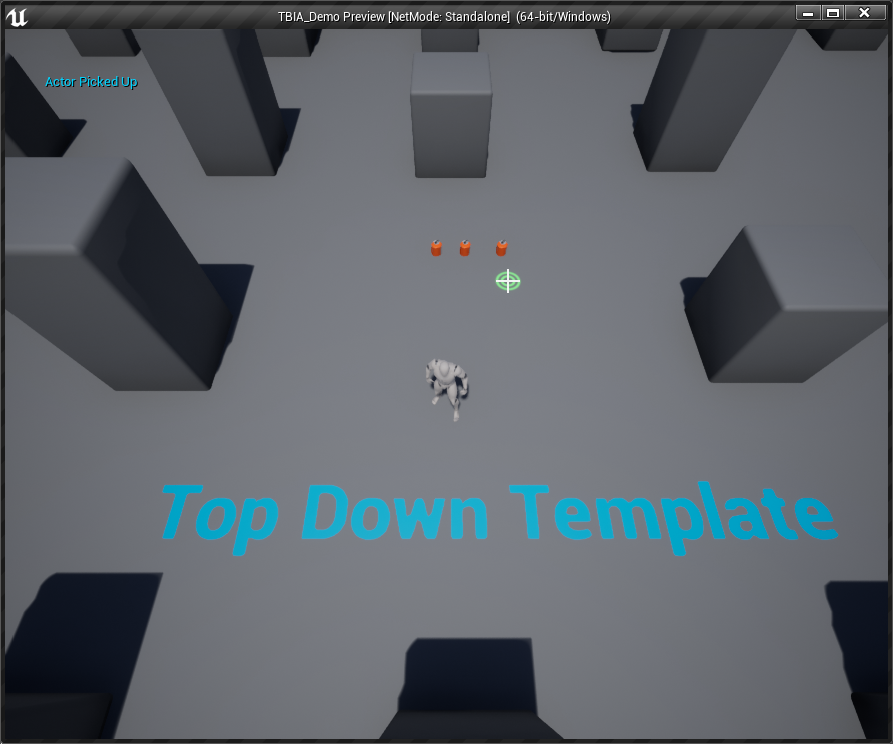 TBIA_Demo Preview [NetMode: Standalone] (64-bit/Windows)
Actor Picked Up
Top Down Template